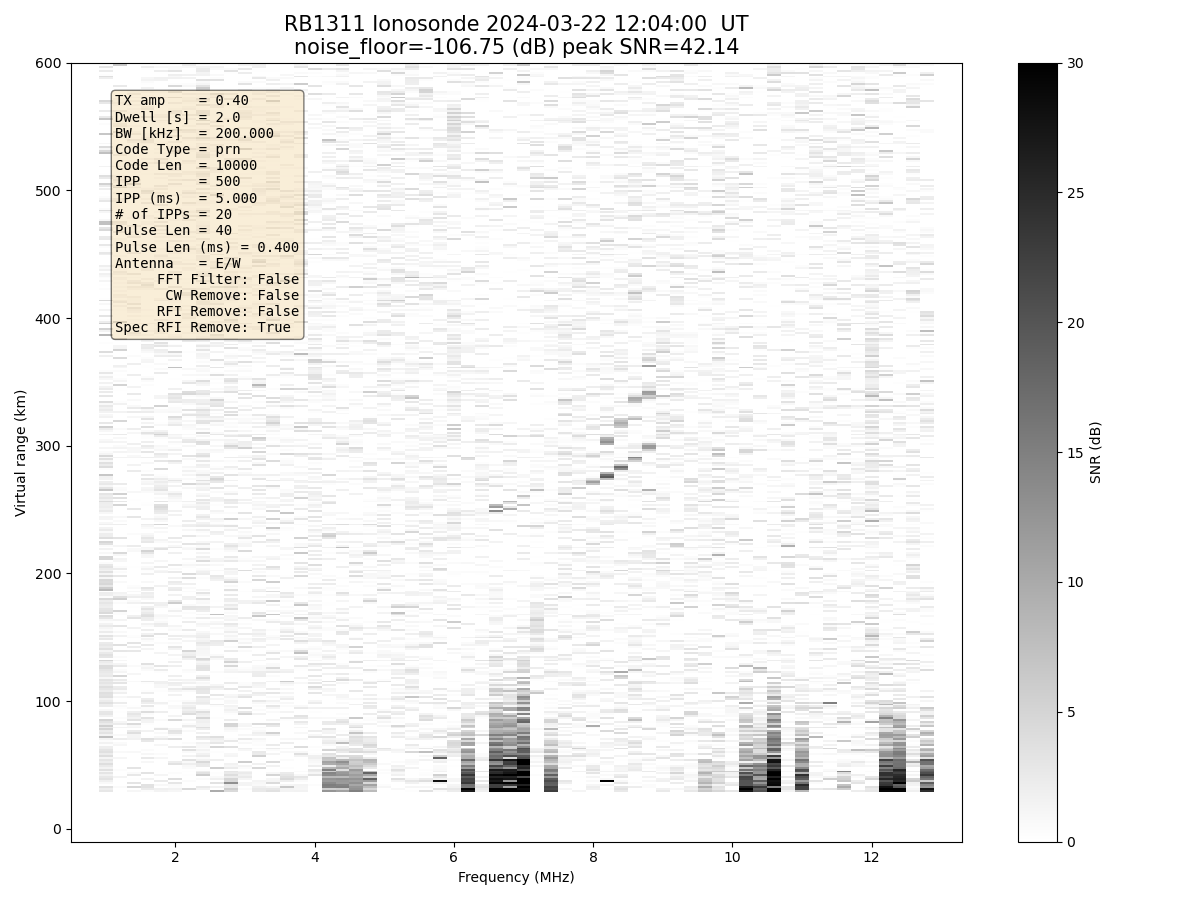 RB1311 Ionosonde 2024-03-22 12:04:00  UT
noise_floor=-106.75 (dB) peak SNR=42.14
TX amp    = 0.40
Dwell [s] = 2.0
BW [kHz]  = 200.000
Code Type = prn
Code Len  = 10000
IPP       = 500
IPP (ms)  = 5.000
# of IPPs = 20
Pulse Len = 40
Pulse Len (ms) = 0.400
Antenna   = E/W
FFT Filter: False
CW Remove: False
RFI Remove: False
Spec RFI Remove: True
600
500
400
300
200
100
0
Virtual range (km)
2
4
6
8
10
12
Frequency (MHz)
30
25
20
15
10
5
0
SNR (dB)